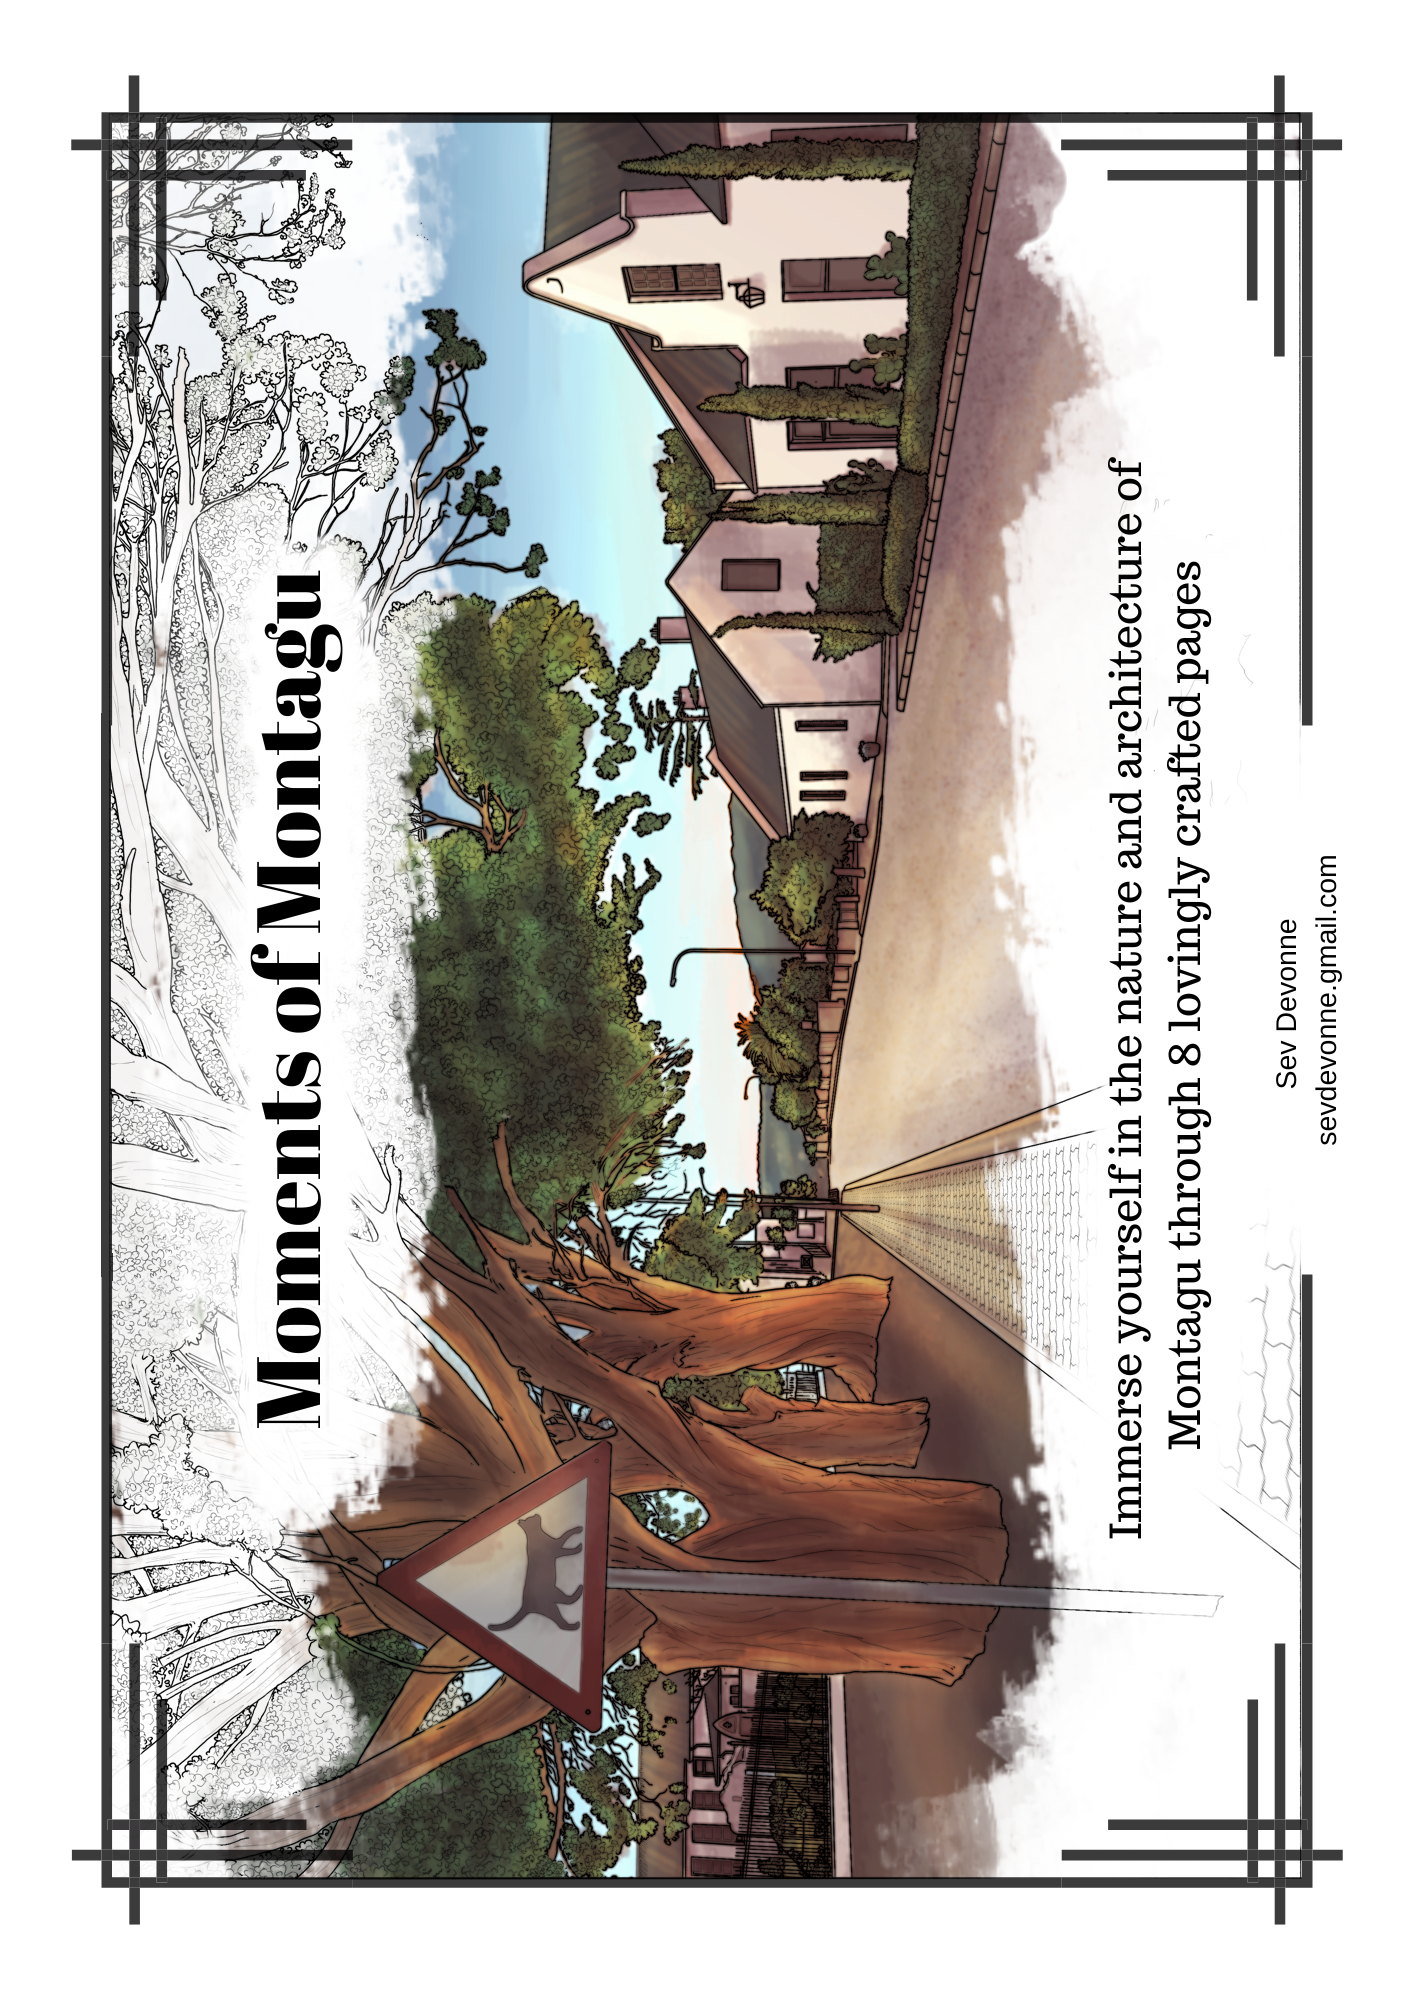 Moments of Montagu
Immerse yourself in the nature and architecture of
Montagu through 8 lovingly crafted pages
Sev Devonne
sevdevonne.gmail.com